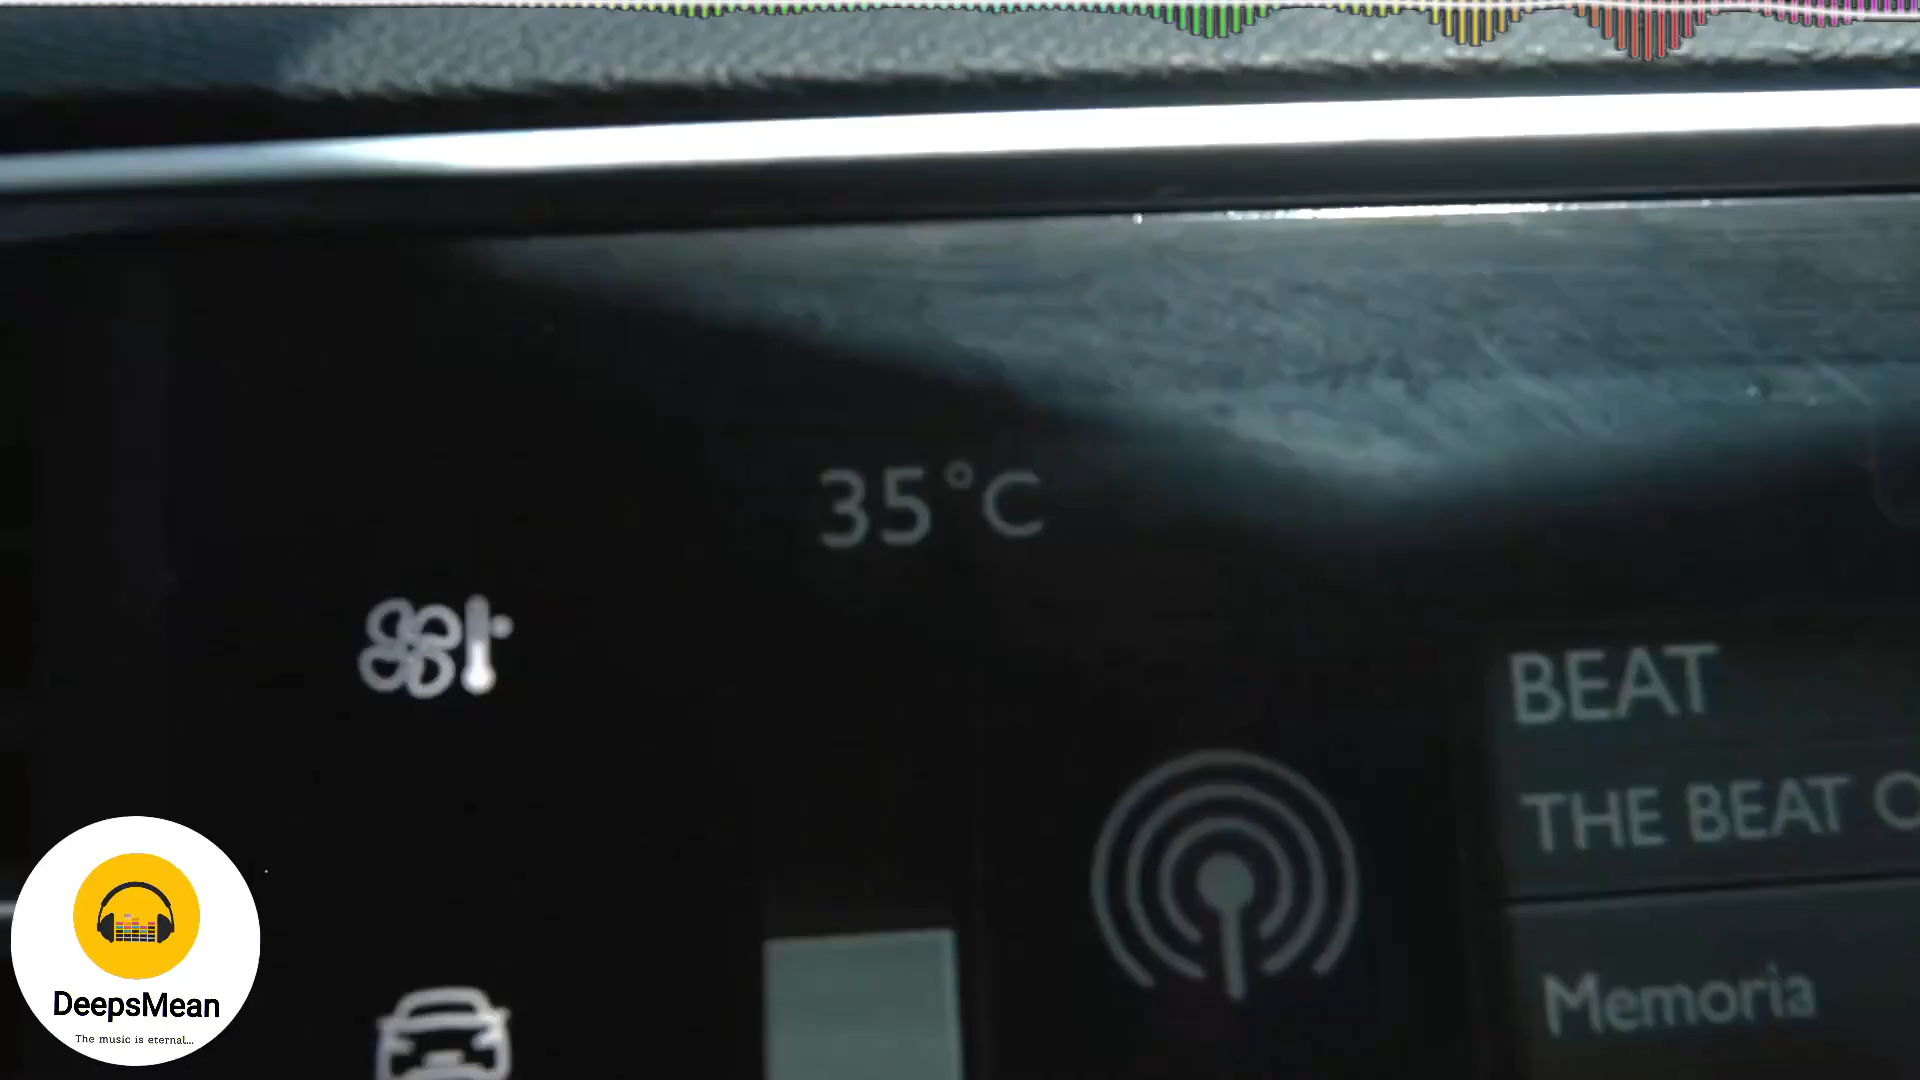 35°C
BEAT
THE BEAT
Memoria
DeepsMean
The music is eternal...